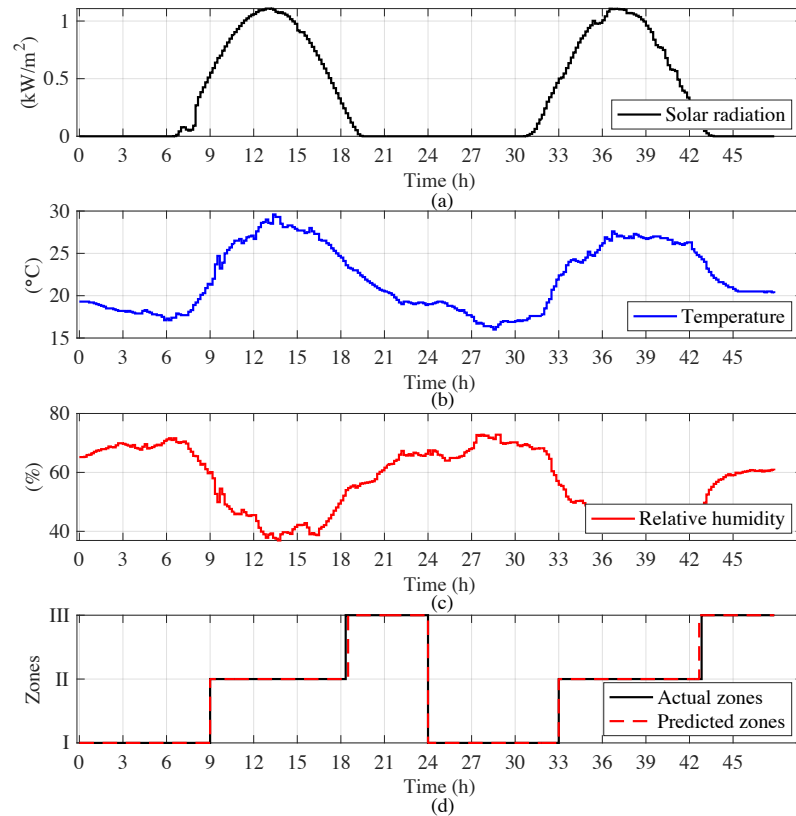 1
0.5
0
(kW/m²)
Solar radiation
0 3 6 9 12 15 18 21 24 27 30 33 36 39 42 45
Time (h)
(a)
30
25
20
15
(°C)
Temperature
0 3 6 9 12 15 18 21 24 27 30 33 36 39 42 45
Time (h)
(b)
80
60
40
(%)
Relative humidity
0 3 6 9 12 15 18 21 24 27 30 33 36 39 42 45
Time (h)
(c)
III
II
I
Zones
Actual zones
Predicted zones
0 3 6 9 12 15 18 21 24 27 30 33 36 39 42 45
Time (h)
(d)